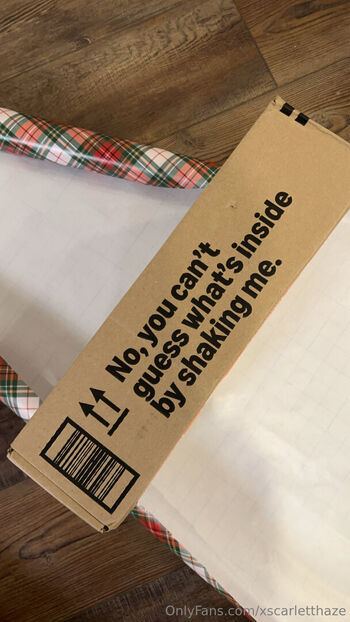 No, you can't
guess what's inside
by shaking me.
OnlyFans.com/xscarletthaze